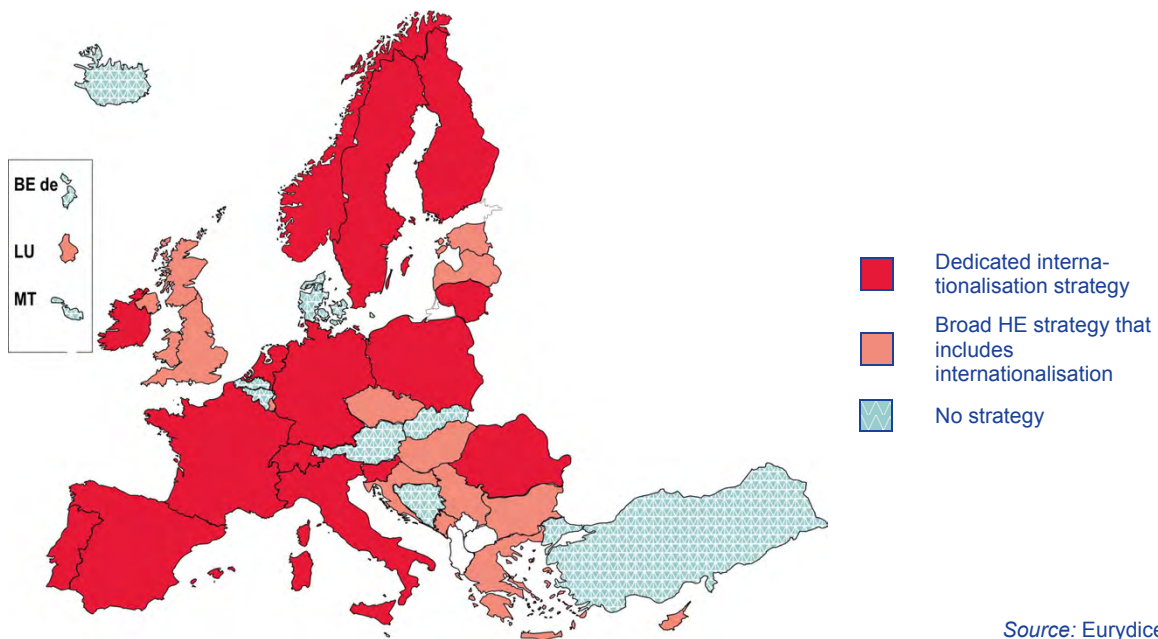 BE de
LU
MT
Dedicated interna-
tionalisation strategy
Broad HE strategy that
includes
internationalisation
No strategy
Source: Eurydice